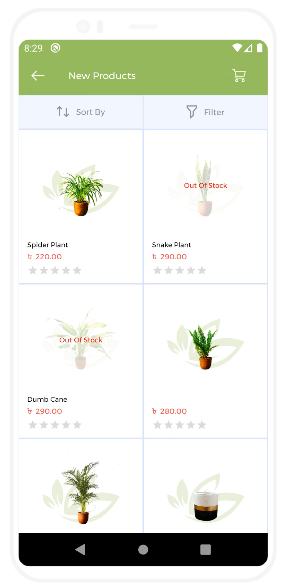 8:29
New Products
Sort By
Filter
Spider Plant
৳ 220.00
Out Of Stock
Snake Plant
৳ 290.00
Out Of Stock
Dumb Cane
৳ 290.00
৳ 280.00